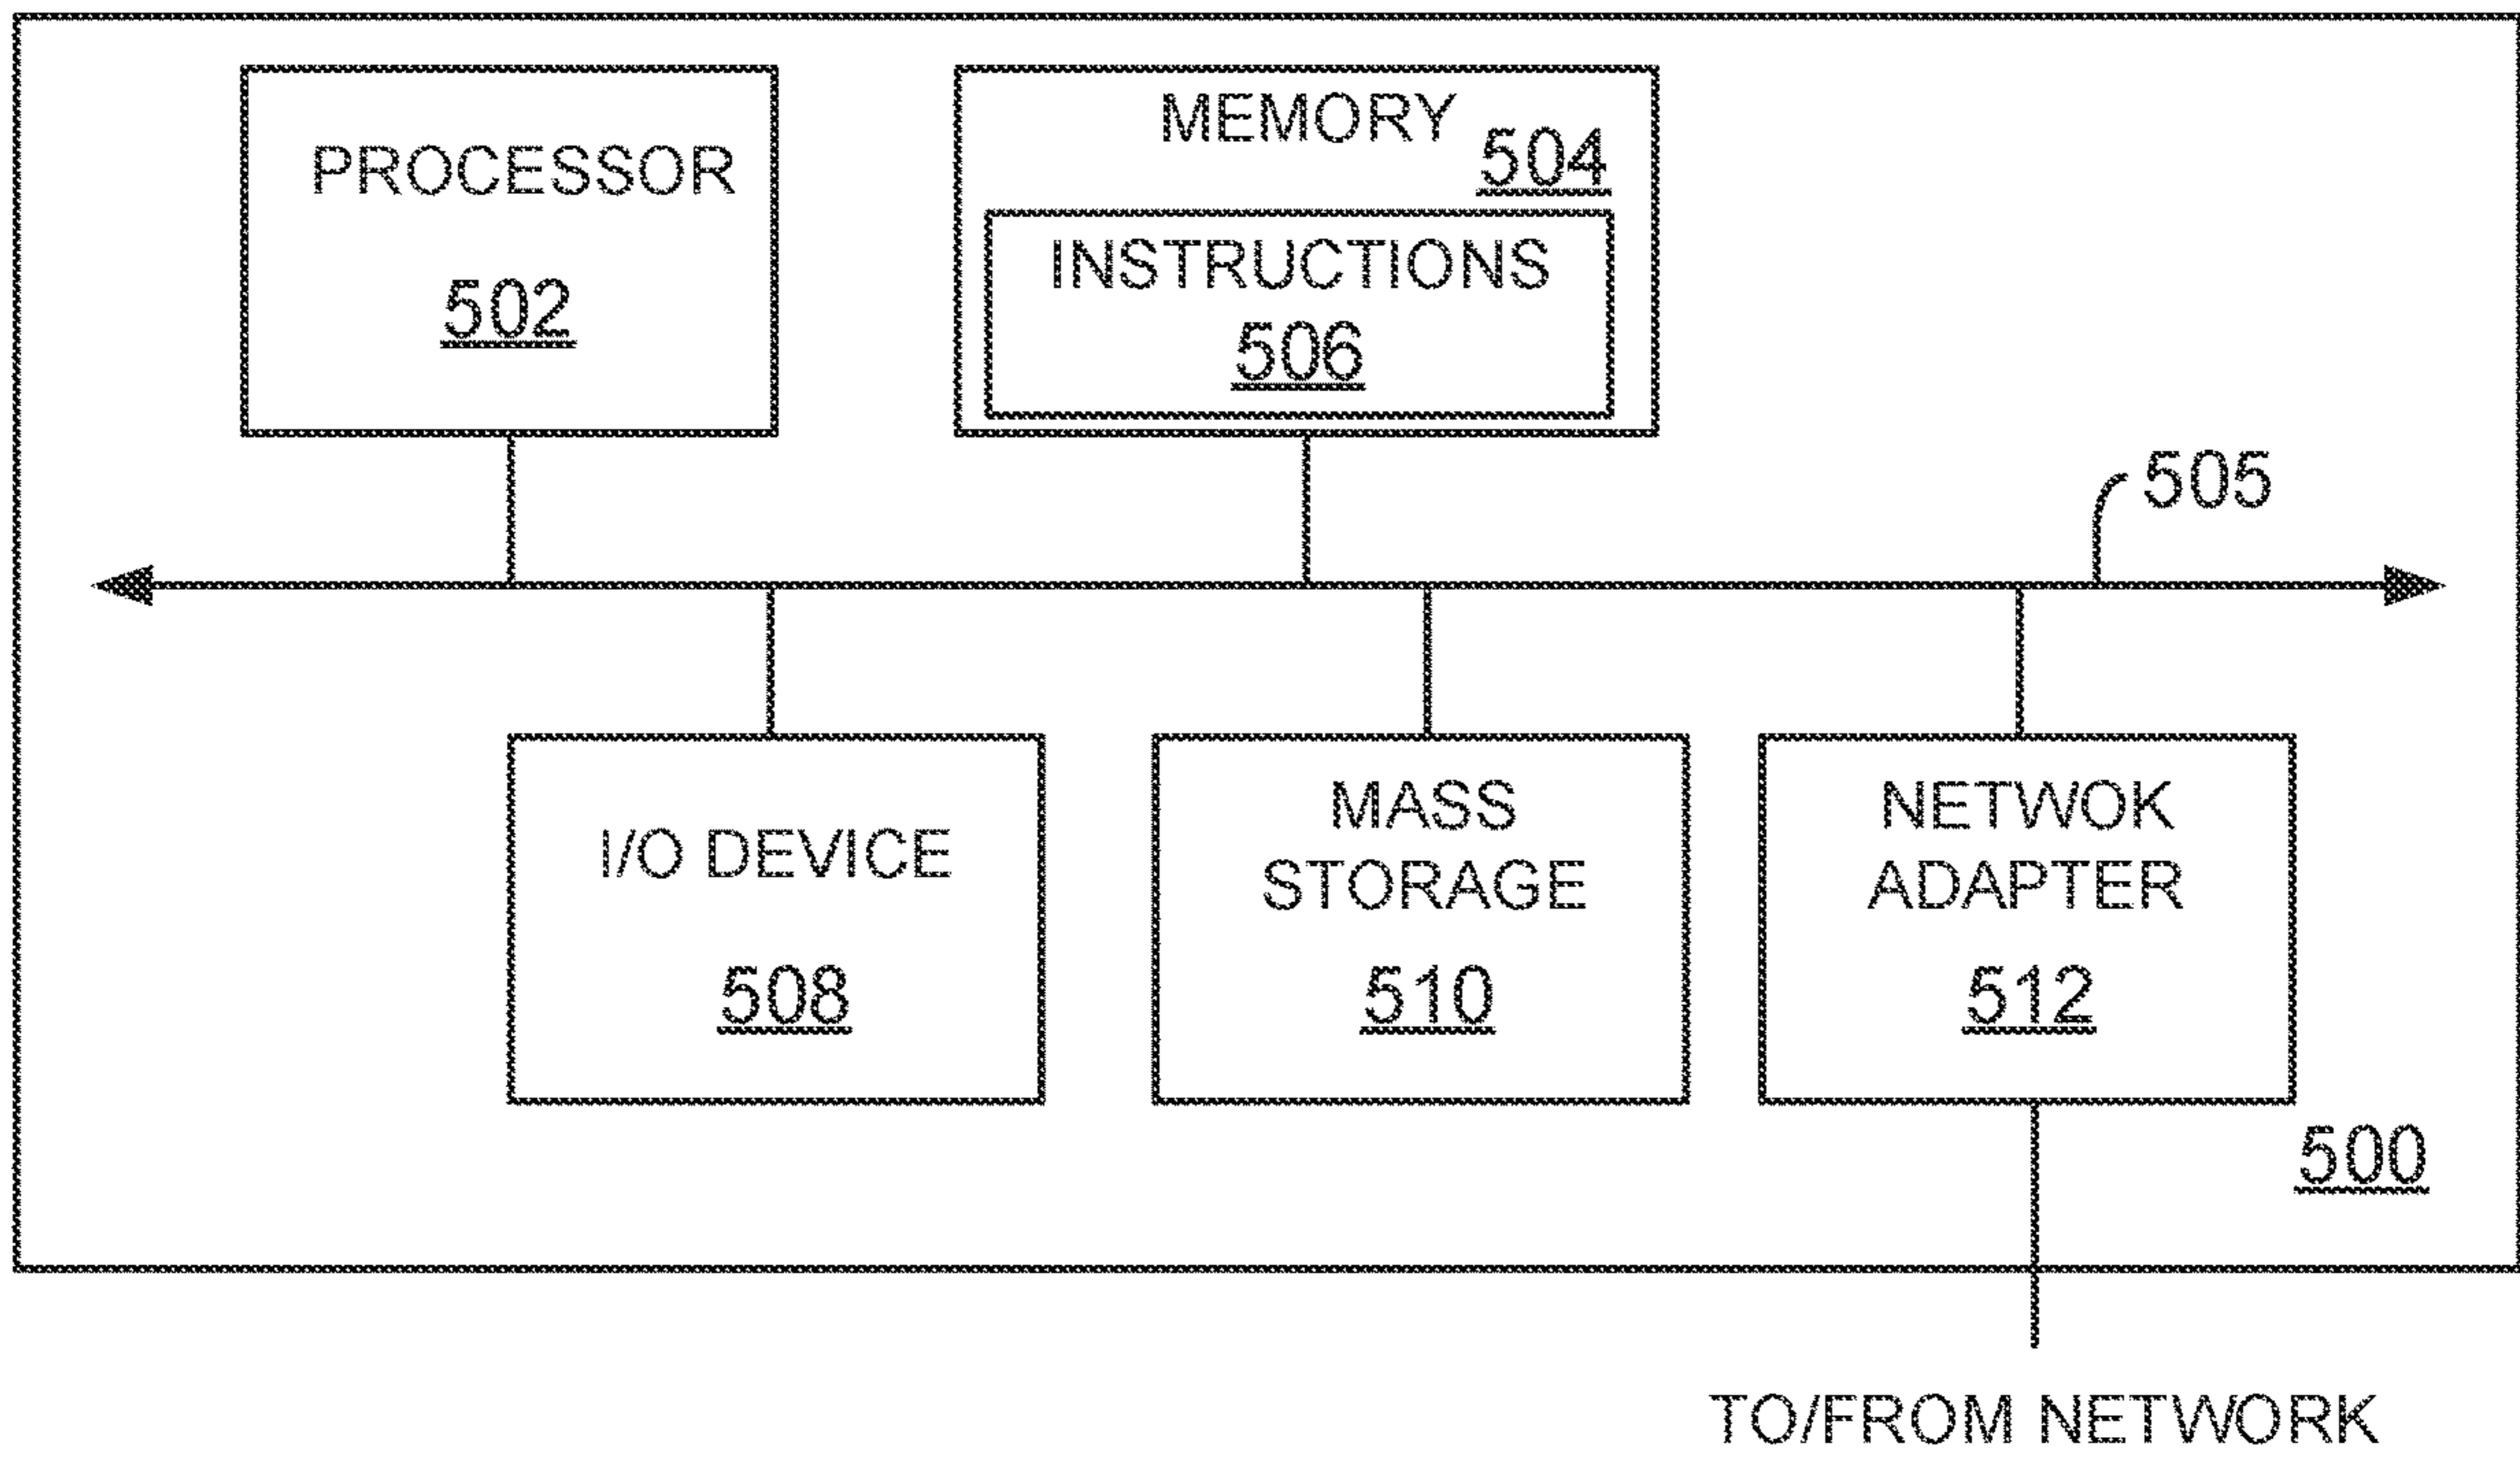 PROCESSOR
502
MEMORY
504
INSTRUCTIONS
506
505
I/O DEVICE
508
MASS
STORAGE
510
NETWOK
ADAPTER
512
500
TO/FROM NETWORK